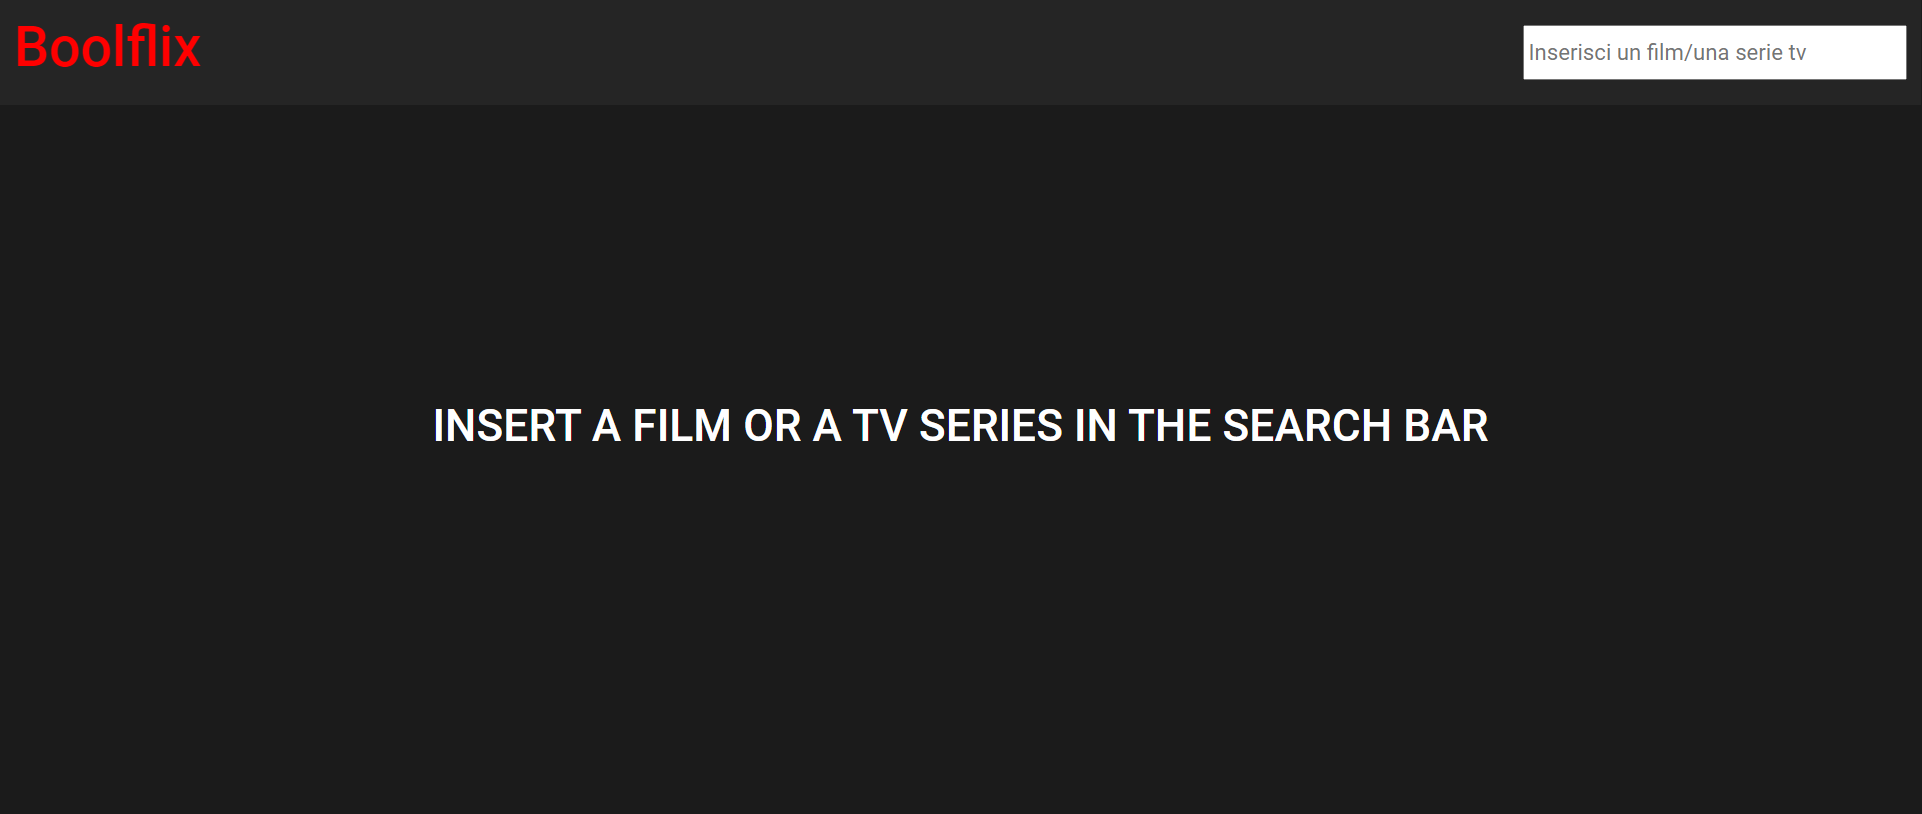 Boolflix
Inserisci un film/una serie tv
INSERT A FILM OR A TV SERIES IN THE SEARCH BAR